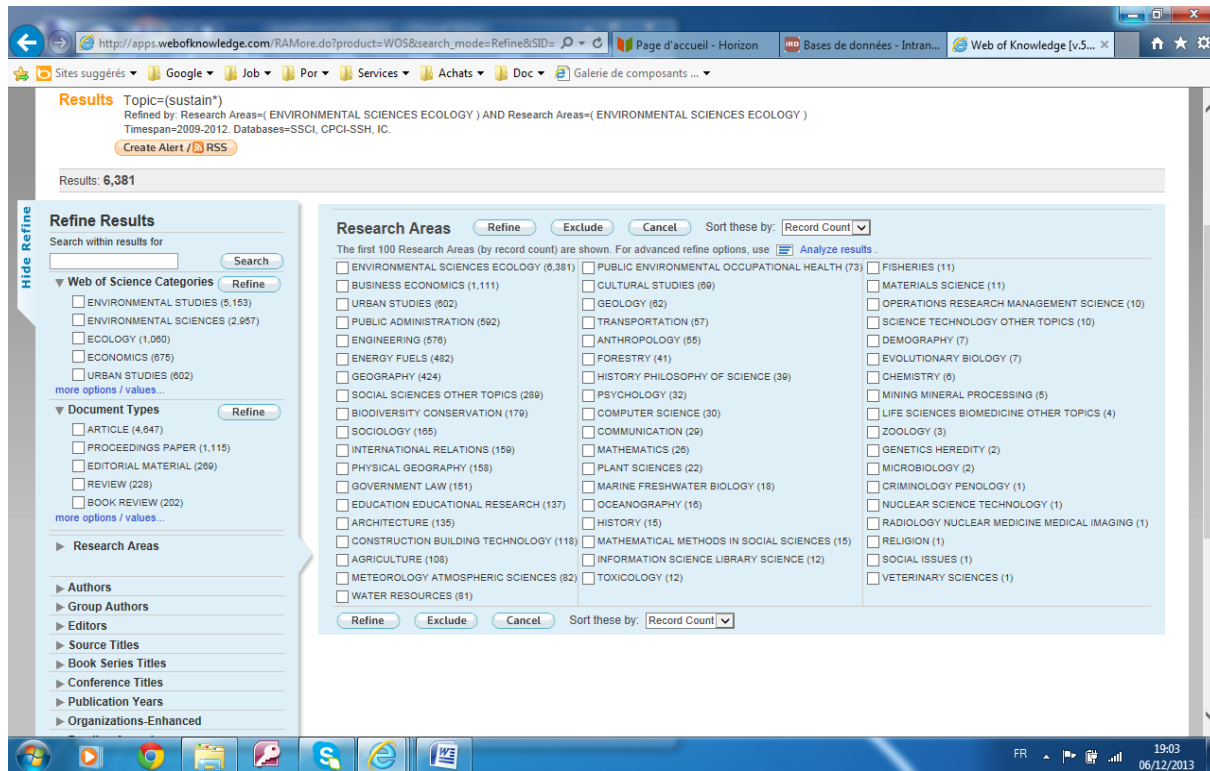 http://apps.webofknowledge.com/RAMore.do?product=WOS&search_mode=Refine&SID=
Page d'accueil - Horizon
Bases de données - Intran...
Web of Knowledge [v.5...
Sites suggérés
Google
Job
Por
Services
Achats
Doc
Galerie de composants ...
Results Topic=(sustain*)
Refined by: Research Areas=( ENVIRONMENTAL SCIENCES ECOLOGY ) AND Research Areas=( ENVIRONMENTAL SCIENCES ECOLOGY )
Timespan=2009-2012. Databases=SSCI, CPCI-SSH, IC.
Create Alert / RSS
Results: 6,381
Hide Refine
Refine Results
Search within results for
Search
Web of Science Categories Refine
ENVIRONMENTAL STUDIES (5,153)
ENVIRONMENTAL SCIENCES (2,957)
ECOLOGY (1,060)
ECONOMICS (675)
URBAN STUDIES (602)
more options / values...
Document Types Refine
ARTICLE (4,647)
PROCEEDINGS PAPER (1,115)
EDITORIAL MATERIAL (269)
REVIEW (228)
BOOK REVIEW (202)
more options / values...
Research Areas
Authors
Group Authors
Editors
Source Titles
Book Series Titles
Conference Titles
Publication Years
Organizations-Enhanced
Research Areas Refine Exclude Cancel Sort these by: Record Count
The first 100 Research Areas (by record count) are shown. For advanced refine options, use Analyze results .
ENVIRONMENTAL SCIENCES ECOLOGY (6,381)
BUSINESS ECONOMICS (1,111)
URBAN STUDIES (602)
PUBLIC ADMINISTRATION (592)
ENGINEERING (576)
ENERGY FUELS (482)
GEOGRAPHY (424)
SOCIAL SCIENCES OTHER TOPICS (289)
BIODIVERSITY CONSERVATION (179)
SOCIOLOGY (165)
INTERNATIONAL RELATIONS (159)
PHYSICAL GEOGRAPHY (158)
GOVERNMENT LAW (151)
EDUCATION EDUCATIONAL RESEARCH (137)
ARCHITECTURE (135)
CONSTRUCTION BUILDING TECHNOLOGY (118)
AGRICULTURE (108)
METEOROLOGY ATMOSPHERIC SCIENCES (82)
WATER RESOURCES (81)
PUBLIC ENVIRONMENTAL OCCUPATIONAL HEALTH (73)
CULTURAL STUDIES (69)
GEOLOGY (62)
TRANSPORTATION (57)
ANTHROPOLOGY (55)
FORESTRY (41)
HISTORY PHILOSOPHY OF SCIENCE (39)
PSYCHOLOGY (32)
COMPUTER SCIENCE (30)
COMMUNICATION (29)
MATHEMATICS (26)
PLANT SCIENCES (22)
MARINE FRESHWATER BIOLOGY (18)
OCEANOGRAPHY (16)
HISTORY (15)
MATHEMATICAL METHODS IN SOCIAL SCIENCES (15)
INFORMATION SCIENCE LIBRARY SCIENCE (12)
TOXICOLOGY (12)
FISHERIES (11)
MATERIALS SCIENCE (11)
OPERATIONS RESEARCH MANAGEMENT SCIENCE (10)
SCIENCE TECHNOLOGY OTHER TOPICS (10)
DEMOGRAPHY (7)
EVOLUTIONARY BIOLOGY (7)
CHEMISTRY (6)
MINING MINERAL PROCESSING (5)
LIFE SCIENCES BIOMEDICINE OTHER TOPICS (4)
ZOOLOGY (3)
GENETICS HEREDITY (2)
MICROBIOLOGY (2)
CRIMINOLOGY PENOLOGY (1)
NUCLEAR SCIENCE TECHNOLOGY (1)
RADIOLOGY NUCLEAR MEDICINE MEDICAL IMAGING (1)
RELIGION (1)
SOCIAL ISSUES (1)
VETERINARY SCIENCES (1)
Refine Exclude Cancel Sort these by: Record Count
FR
19:03
06/12/2013